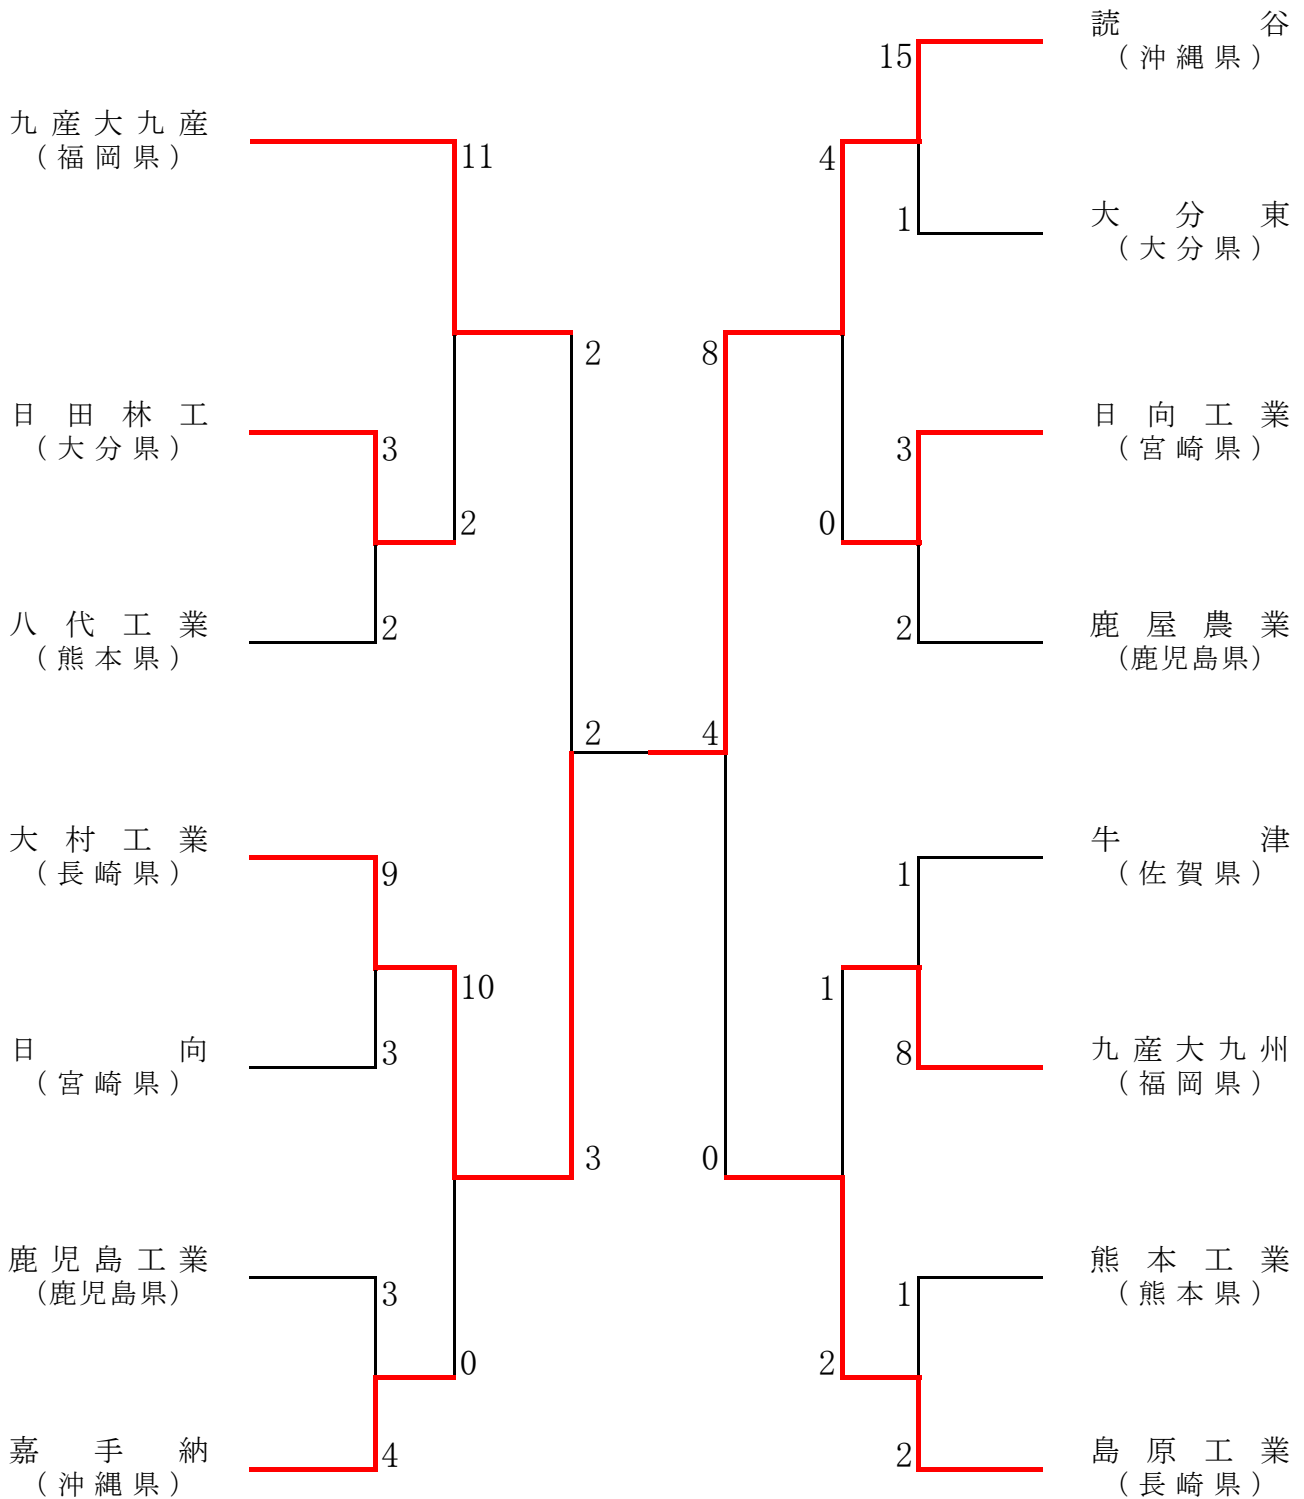 九産大九産
(福岡県)
11
2
日田林工
(大分県)
3
2
八代工業
(熊本県)
2
2
大村工業
(長崎県)
9
10
日向
(宮崎県)
3
3
鹿児島工業
(鹿児島県)
3
0
嘉手納
(沖縄県)
4
読谷
(沖縄県)
15
4
大分東
(大分県)
1
8
日向工業
(宮崎県)
3
0
鹿屋農業
(鹿児島県)
2
4
牛津
(佐賀県)
1
1
九産大九州
(福岡県)
8
0
熊本工業
(熊本県)
1
2
島原工業
(長崎県)
2